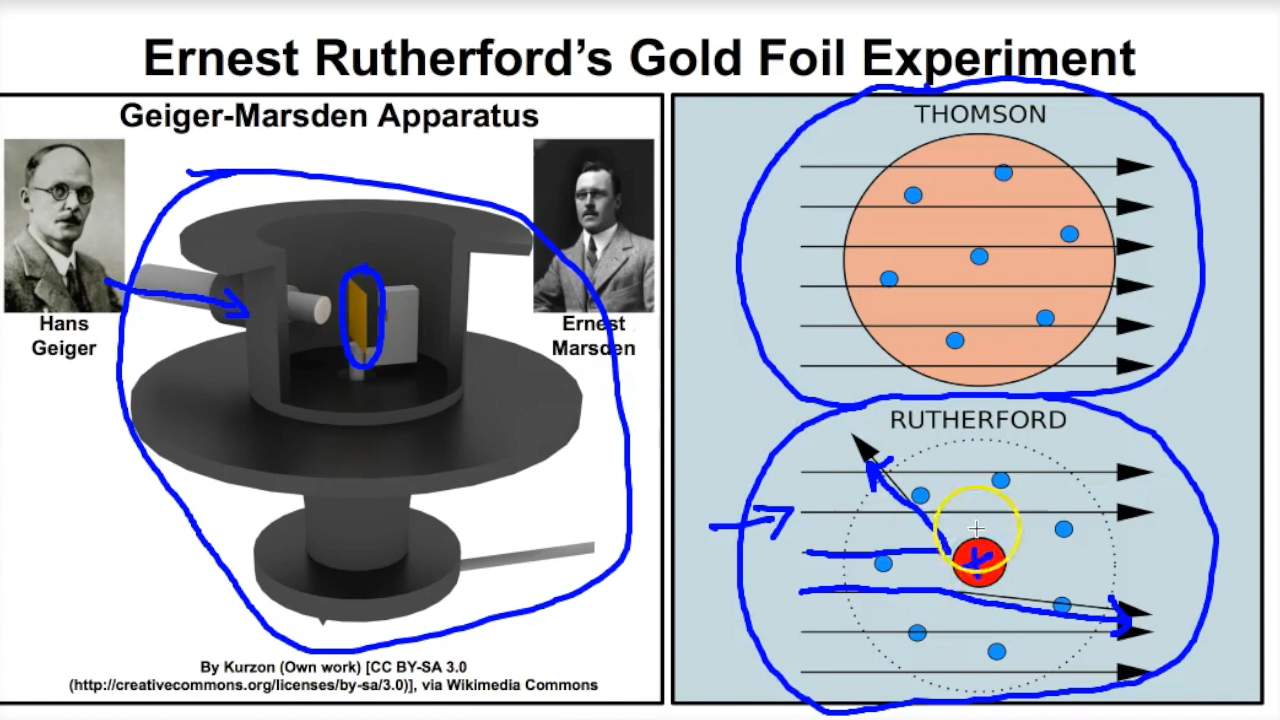 Ernest Rutherford's Gold Foil Experiment
Geiger-Marsden Apparatus
Hans
Geiger
Ernest
Marsden
By Kurzon (Own work) [CC BY-SA 3.0
(http://creativecommons.org/licenses/by-sa/3.0)], via Wikimedia Commons
THOMSON
RUTHERFORD
+